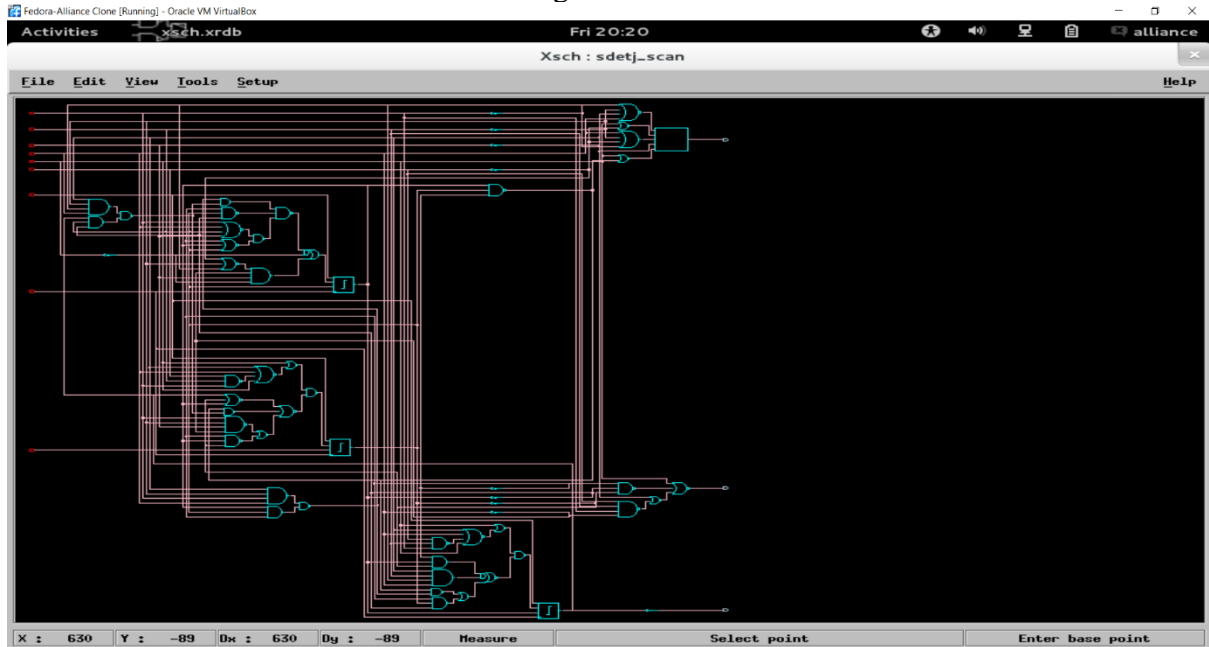 Fedora-Alliance Clone [Running] - Oracle VM VirtualBox
Activities xsch.xrdb Fri 20:20 alliance
Xsch : sdetj_scan
File Edit View Tools Setup Help
X : 630 Y : -89 Dx : 630 Dy : -89 Measure Select point Enter base point